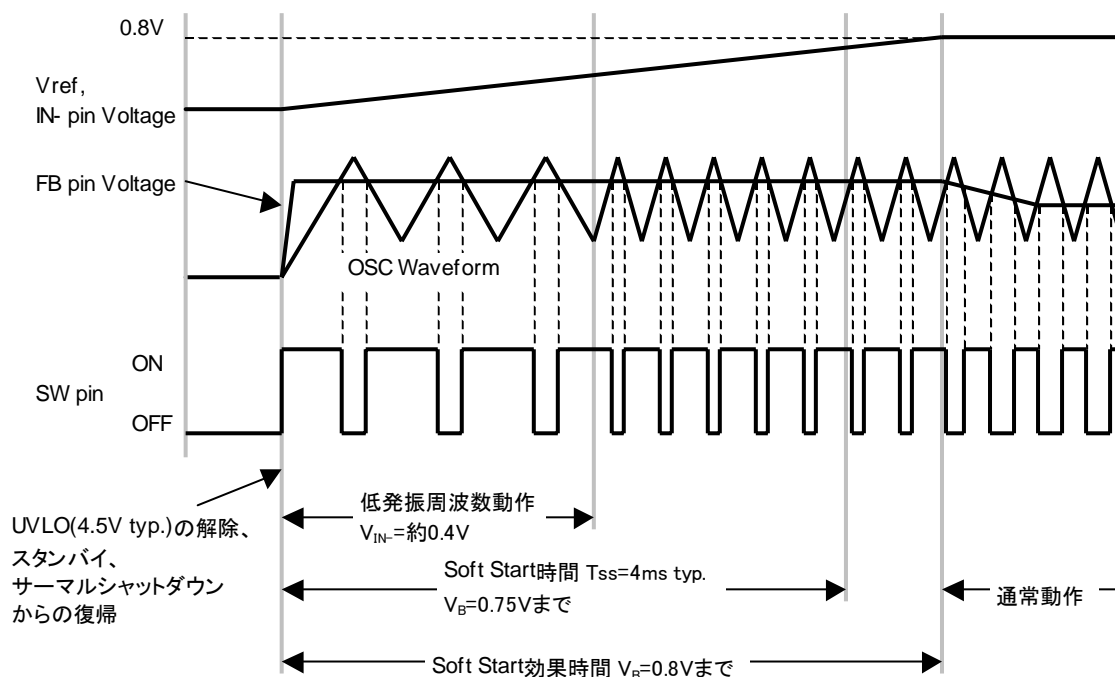 0.8V
Vref,
IN- pin Voltage
FB pin Voltage
OSC Waveform
ON
SW pin
OFF
UVLO(4.5V typ.)の解除、
スタンバイ、
サーマルシャットダウン
からの復帰
低発振周波数動作
VIN-=約0.4V
Soft Start時間 Tss=4ms typ.
VB=0.75Vまで
通常動作
Soft Start効果時間 VB=0.8Vまで